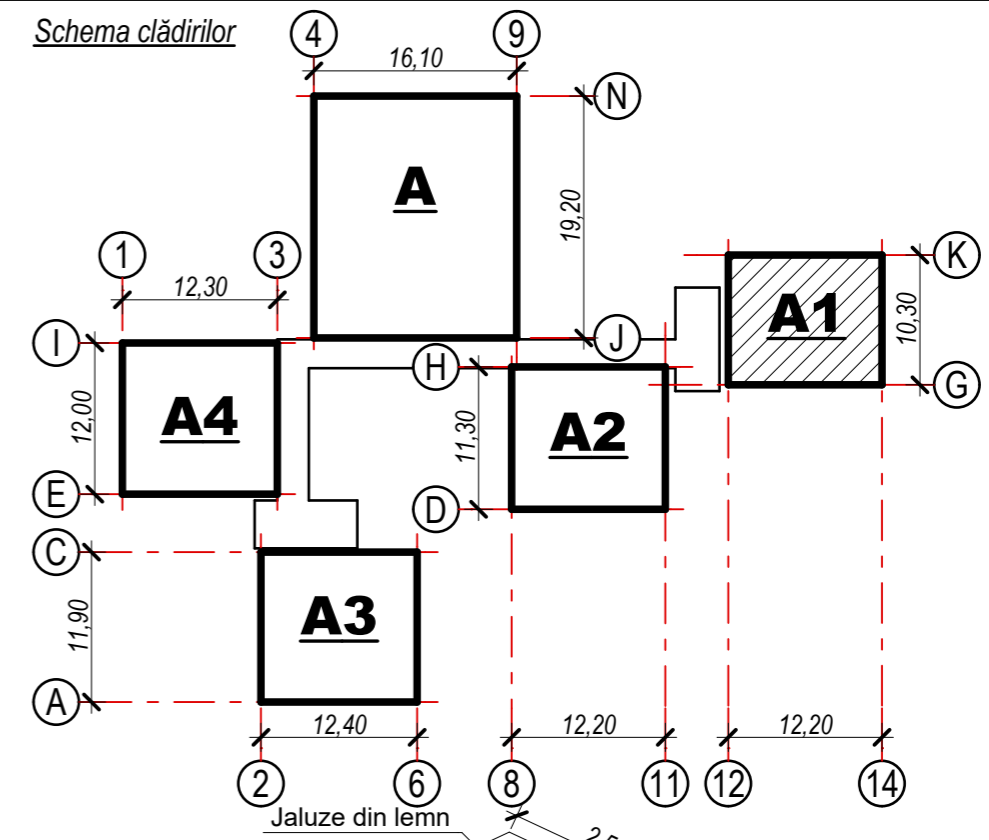 Schema clădirilor
4
9
16,10
N
A
19,20
1
3
K
12,30
A1
10,30
I
J
H
G
12,00
A4
11,30
A2
E
D
C
11,90
A3
A
12,40
12,20
12,20
2
6
8
11
12
14
Jaluze din lemn